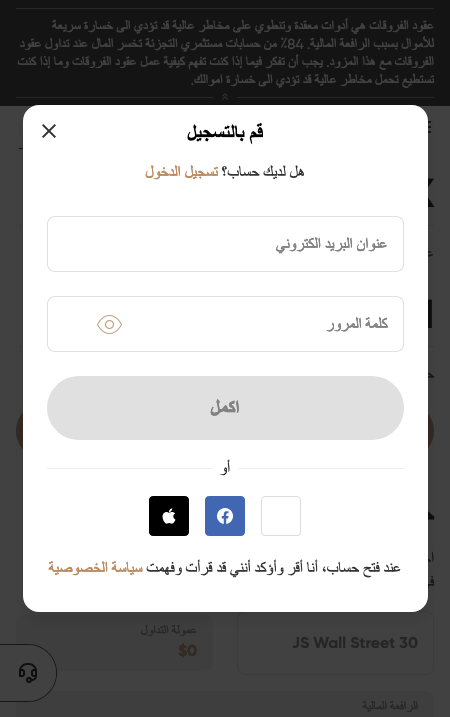 عقود الفروقات هي أدوات معقدة وتنطوي على مخاطر عالية قد تؤدي الى خسارة سريعة
للأموال بسبب الرافعة المالية. 84٪ من حسابات مستثمري التجزئة تخسر المال عند تداول عقود
الفروقات مع هذا المزود. يجب أن تفكر فيما إذا كنت تفهم كيفية عمل عقود الفروقات وما إذا كنت
تستطيع تحمل مخاطر عالية قد تؤدي الى خسارة اموالك.
قم بالتسجيل
هل لديك حساب؟ تسجيل الدخول
عنوان البريد الكتروني
كلمة المرور
اكمل
أو
عند فتح حساب، أنا أقر وأؤكد أنني قد قرأت وفهمت سياسة الخصوصية
عمولة التداول
$0
JS Wall Street 30
الرافعة المالية